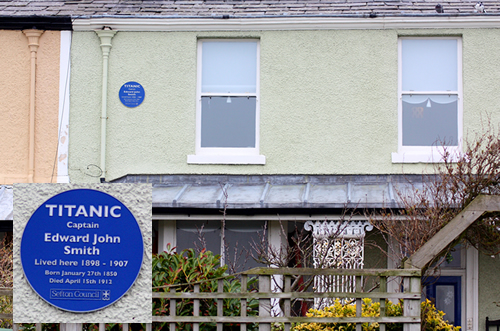 TITANIC
Captain
Edward John
Smith
Lived here 1898 - 1907
Born January 27th 1850
Died April 15th 1912
Sefton Council
TITANIC